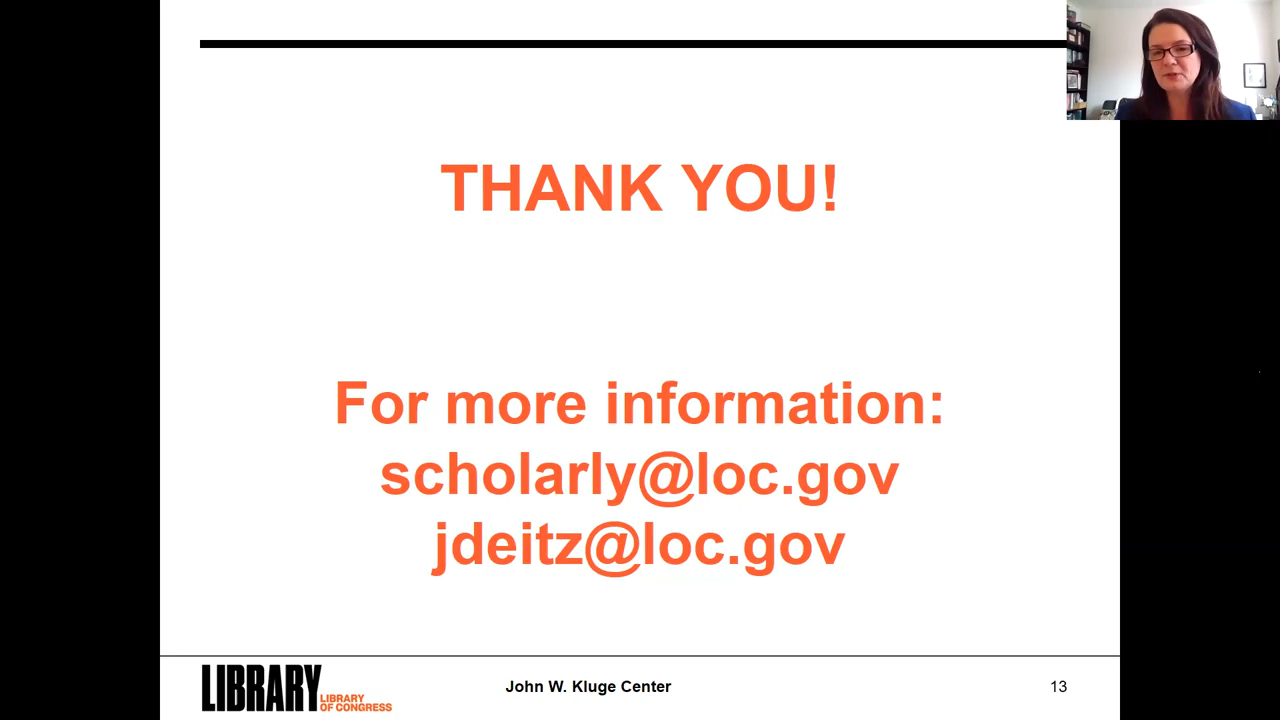 THANK YOU!
For more information:
scholarly@loc.gov
jdeitz@loc.gov
LIBRARY
LIBRARY
OF CONGRESS
John W. Kluge Center
13